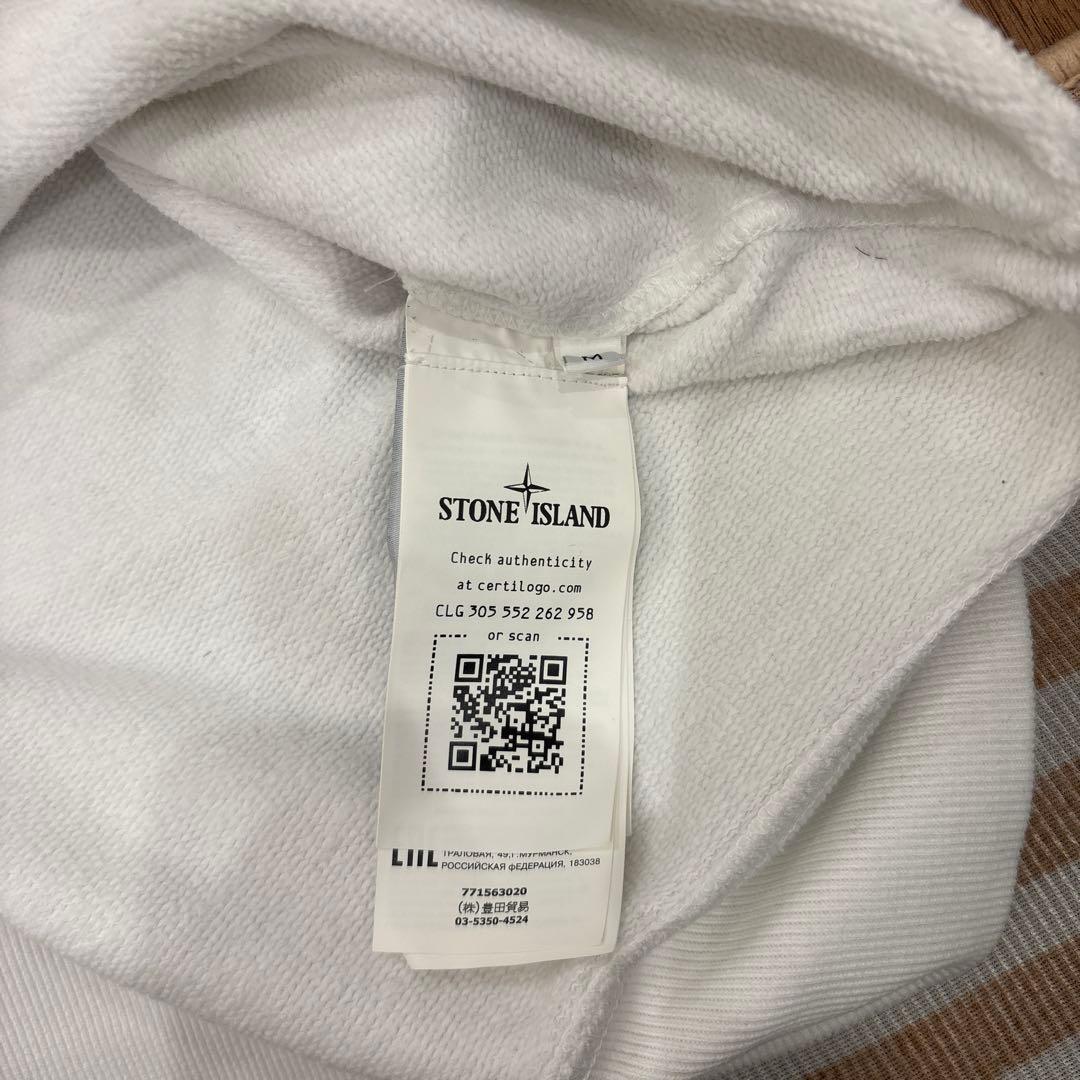 M
STONE ISLAND
Check authenticity
at certilogo.com
CLG 305 552 262 958
or scan
ТРАЛОВАЯ, 49, Г.МУРМАНСК,
РОССИЙСКАЯ ФЕДЕРАЦИЯ, 183038
771563020
(株)豊田貿易
03-5350-4524